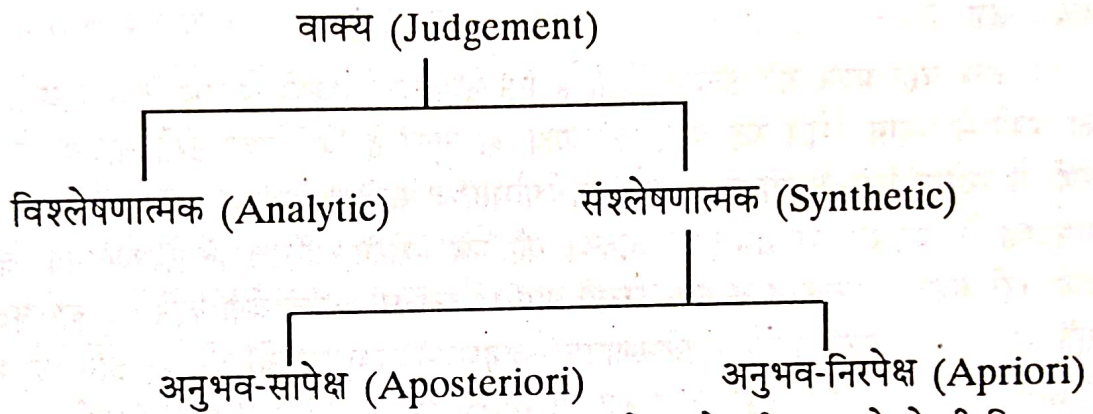 वाक्य (Judgement)
विश्लेषणात्मक (Analytic) संश्लेषणात्मक (Synthetic)
अनुभव-सापेक्ष (Aposteriori) अनुभव-निरपेक्ष (Apriori)